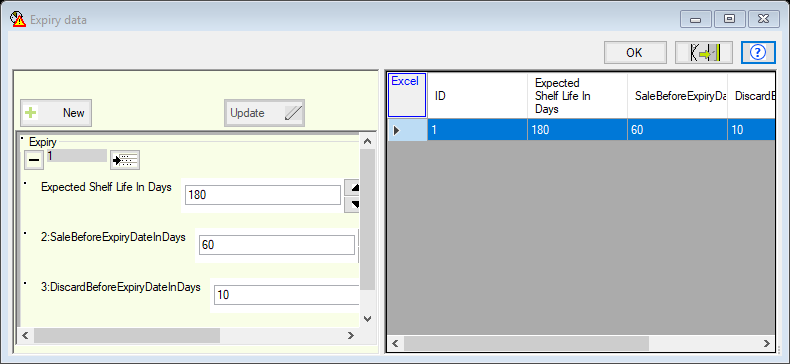 Expiry data
OK
?
New
Update
Expiry
1
Expected Shelf Life In Days
180
2:SaleBeforeExpiryDateInDays
60
3:DiscardBeforeExpiryDateInDays
10
Excel
ID
Expected
Shelf Life In
Days
SaleBeforeExpiryDa
DiscardB
1
180
60
10